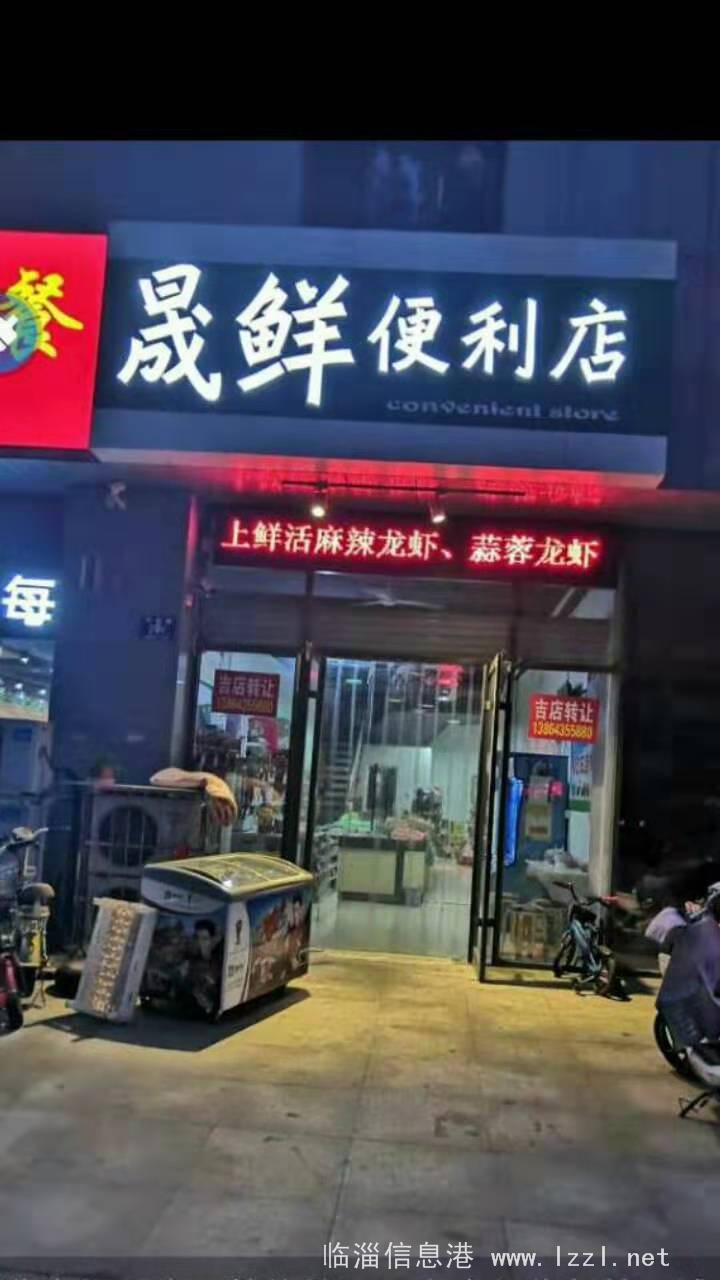 餐
晟鲜便利店
convenient store
上鲜活麻辣龙虾、蒜蓉龙虾
每
吉店转让
13864355880
吉店转让
13864355880
临淄信息港 www.lzzl.net